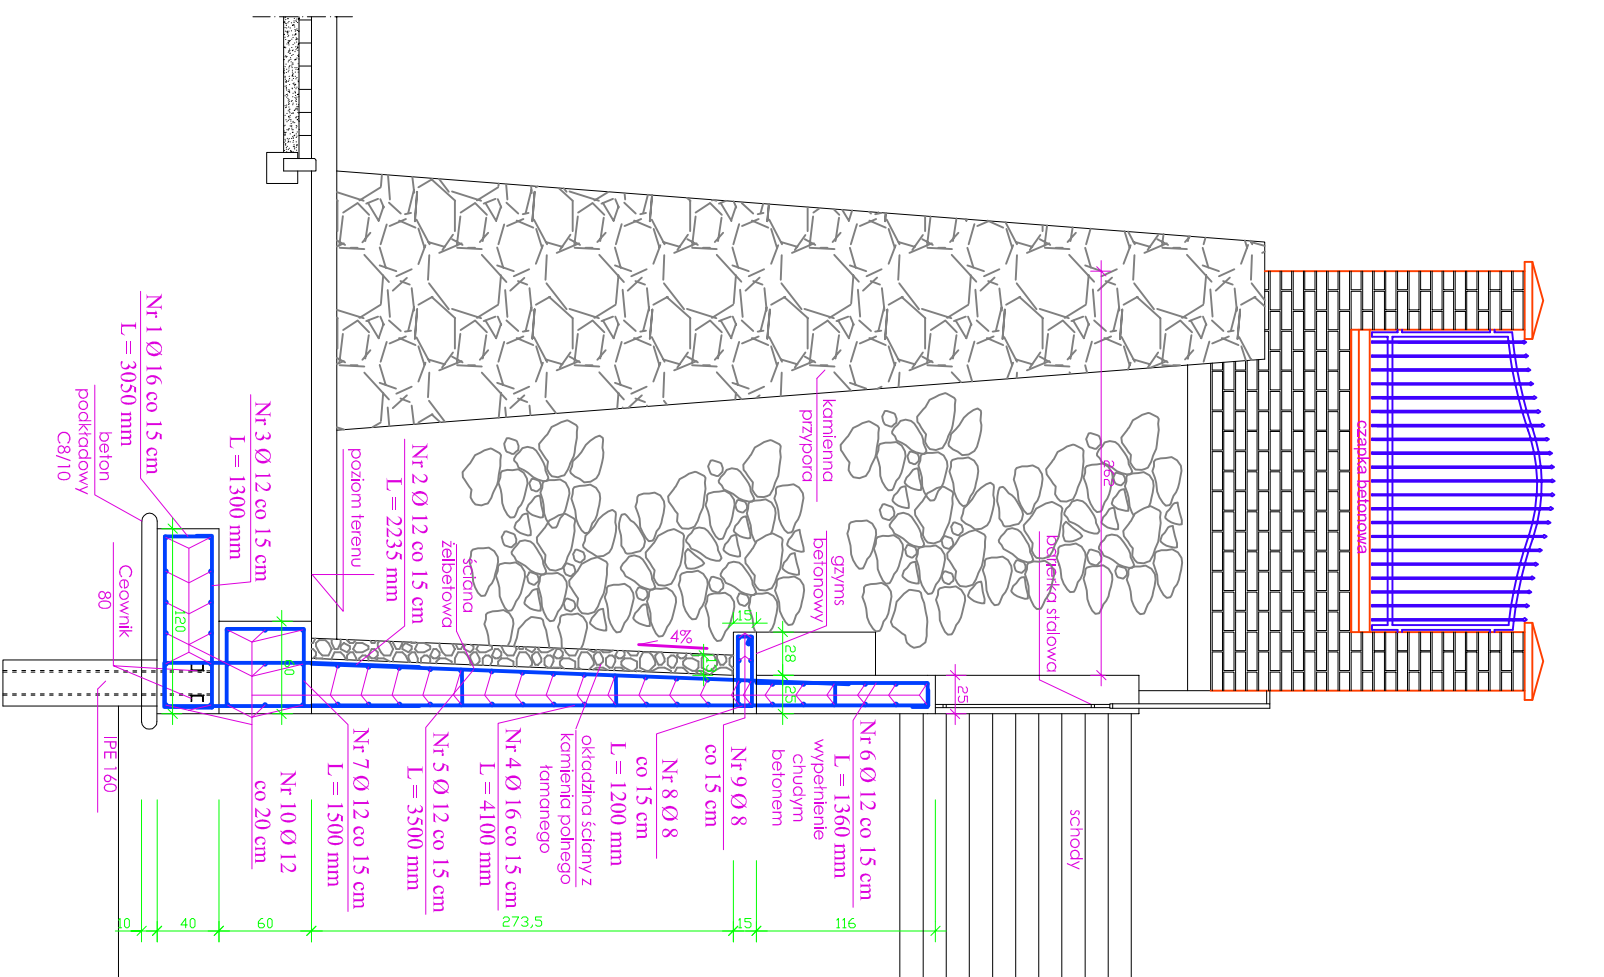 czapka betonowa
schody
barierka stalowa
262
25
Nr 6 Ø 12 co 15 cm
L = 1360 mm
116
kamienna
przypora
gzyms
betonowy
wypełnienie
chudym
betonem
28
25
15
Nr 9 Ø 8
co 15 cm
15
4%
Nr 8 Ø 8
co 15 cm
L = 1200 mm
okładzina ściany z
kamienia polnego
łamanego
Nr 4 Ø 16 co 15 cm
L = 4100 mm
273,5
ściana
żelbetowa
Nr 5 Ø 12 co 15 cm
L = 3500 mm
Nr 2 Ø 12 co 15 cm
L = 2235 mm
poziom terenu
Nr 7 Ø 12 co 15 cm
L = 1500 mm
Nr 3 Ø 12 co 15 cm
L = 1300 mm
Nr 10 Ø 12
co 20 cm
60
Nr 1 Ø 16 co 15 cm
L = 3050 mm
120
40
beton
podkładowy
C8/10
Ceownik
80
IPE 160
10